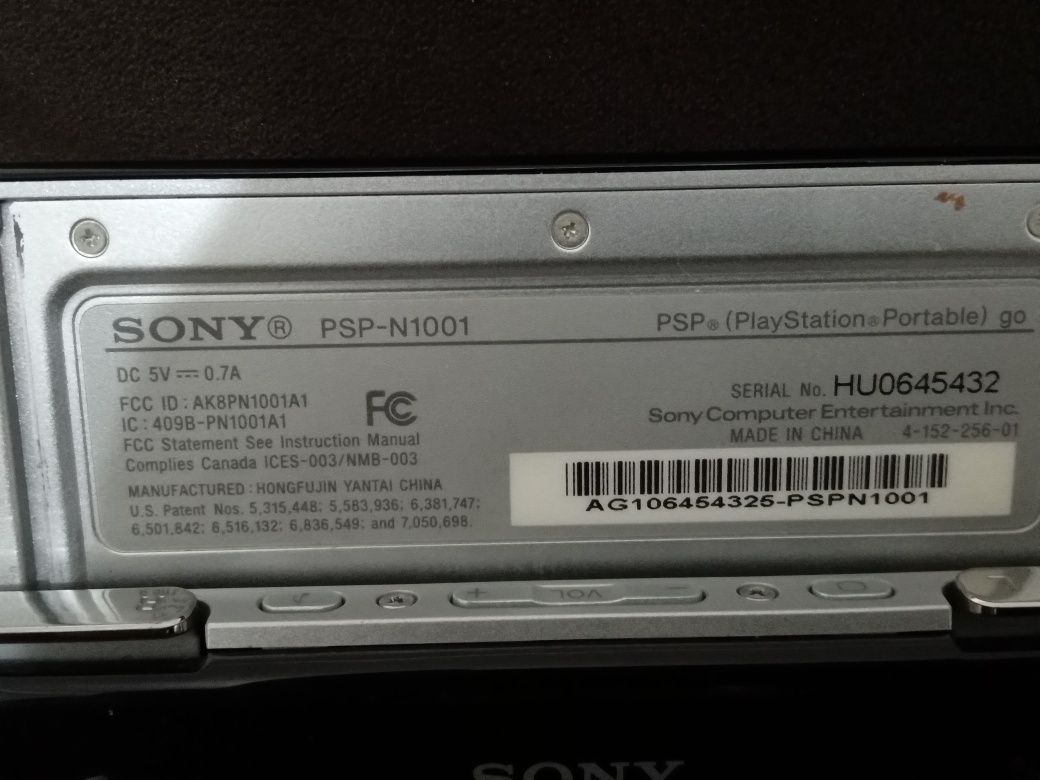 SONY® PSP-N1001 PSP® (PlayStation®Portable) go
DC 5V ⎓ 0.7A
FCC ID : AK8PN1001A1
IC : 409B-PN1001A1
FC
FCC Statement See Instruction Manual
Complies Canada ICES-003/NMB-003
MANUFACTURED : HONGFUJIN YANTAI CHINA
U.S. Patent Nos. 5,315,448; 5,583,936; 6,381,747;
6,501,842; 6,516,132; 6,836,549; and 7,050,698.
SERIAL No. HU0645432
Sony Computer Entertainment Inc.
MADE IN CHINA 4-152-256-01
AG106454325-PSPN1001
+ VOL −
SONY